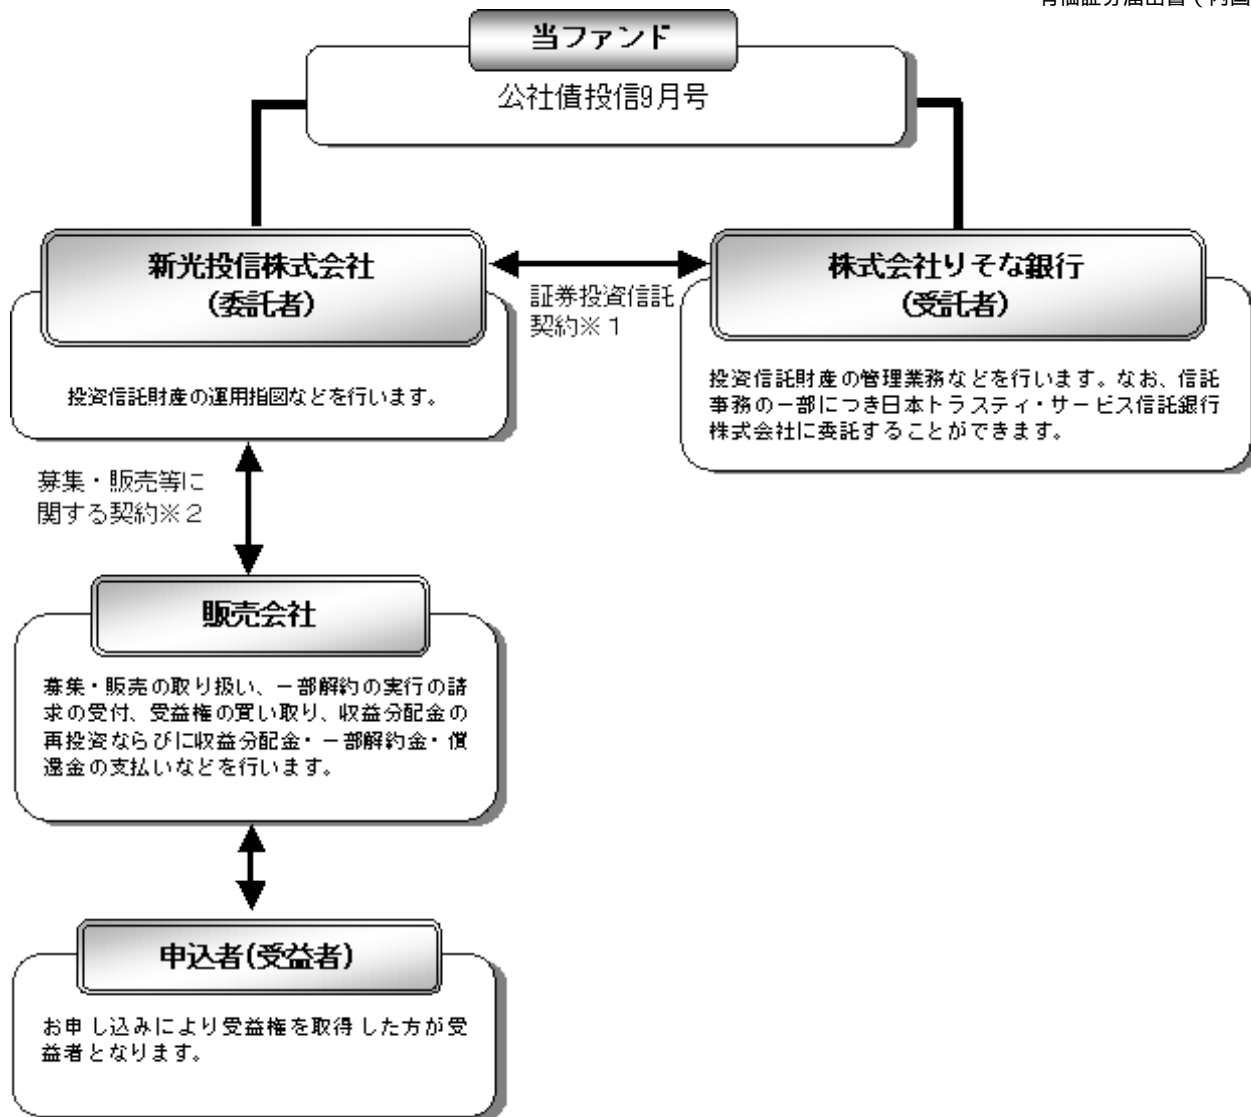 当ファンド
公社債投信9月号
新光投信株式会社
(委託者)
投資信託財産の運用指図などを行います。
証券投資信託
契約※1
株式会社りそな銀行
(受託者)
投資信託財産の管理業務などを行います。なお、信託
事務の一部につき日本トラスティ・サービス信託銀行
株式会社に委託することができます。
募集・販売等に
関する契約※2
販売会社
募集・販売の取り扱い、一部解約の実行の請
求の受付、受益権の買い取り、収益分配金の
再投資ならびに収益分配金・一部解約金・償
還金の支払いなどを行います。
申込者(受益者)
お申し込みにより受益権を取得した方が受
益者となります。